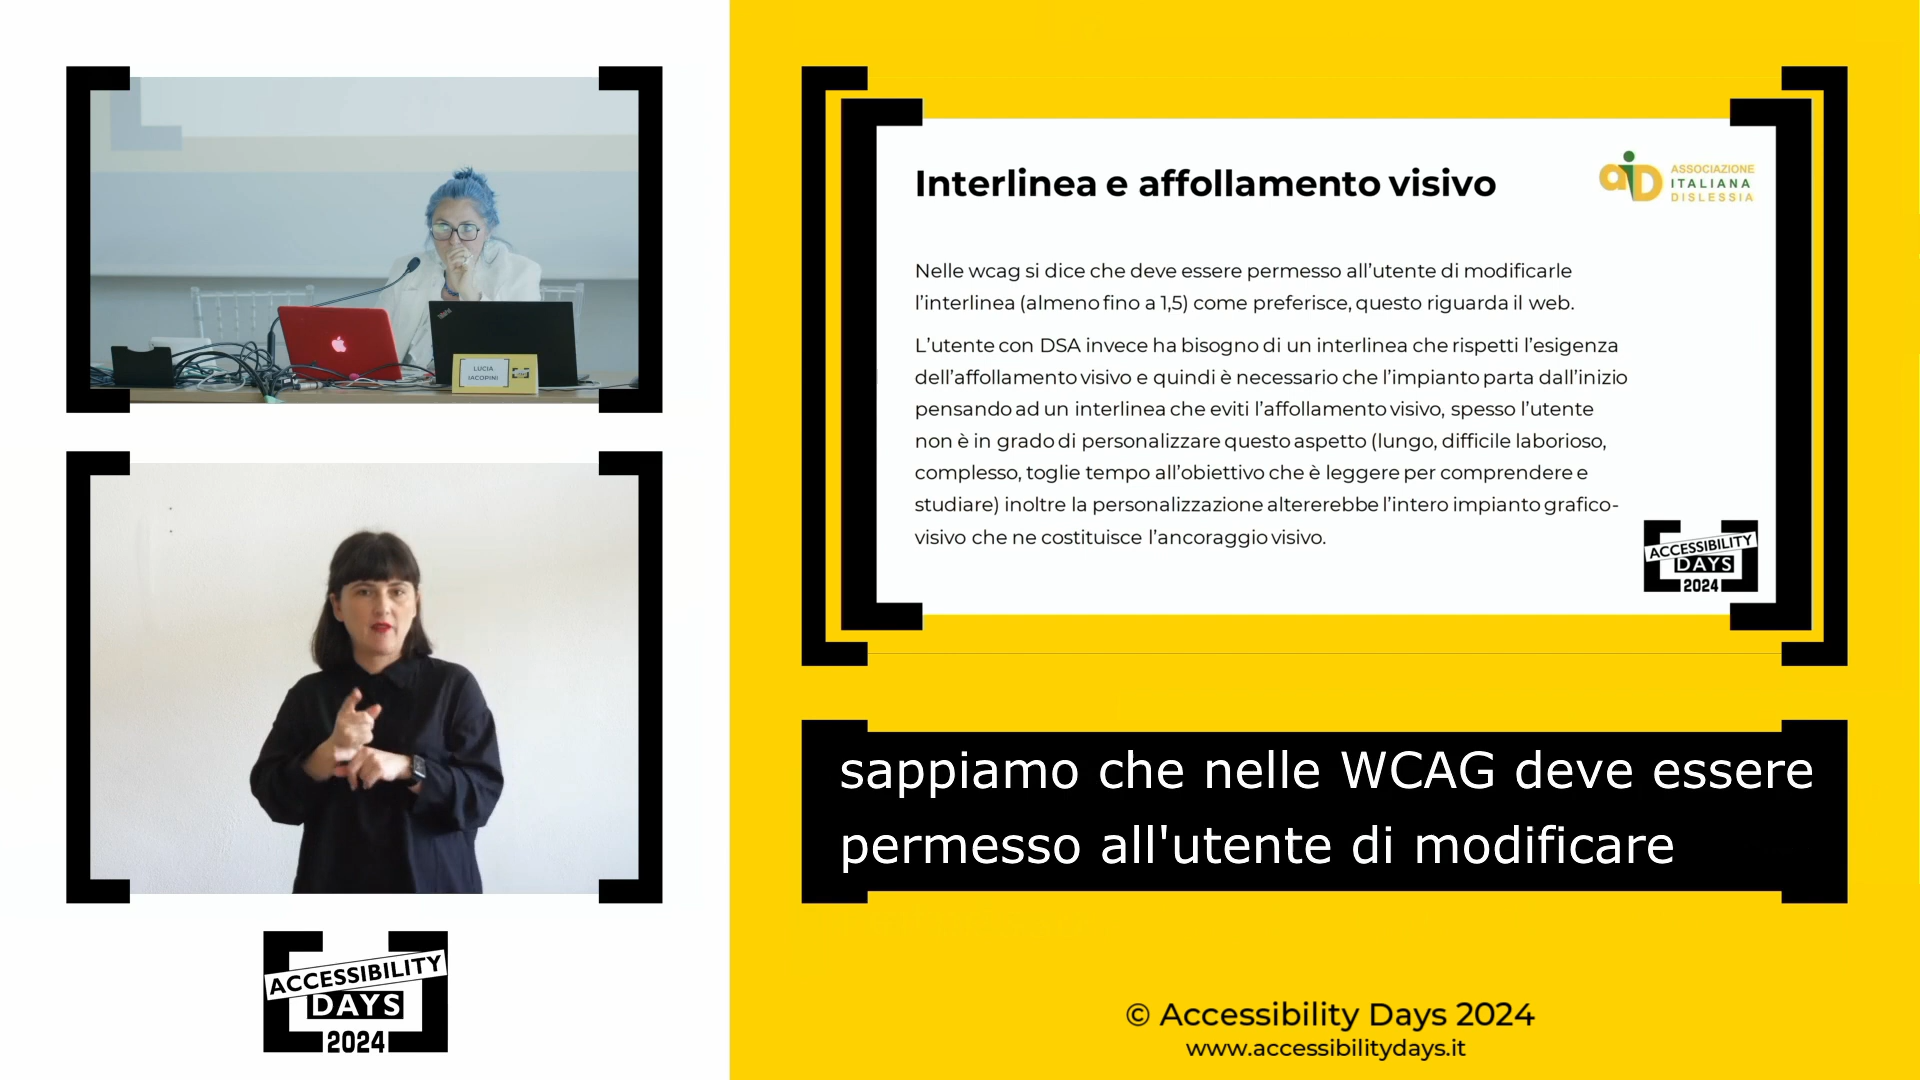 LUCIA
IACOPINI
ACCESSIBILITY
DAYS
2024
Interlinea e affollamento visivo
aiD
ASSOCIAZIONE
ITALIANA
DISLESSIA
Nelle wcag si dice che deve essere permesso all’utente di modificarle
l’interlinea (almeno fino a 1,5) come preferisce, questo riguarda il web.
L’utente con DSA invece ha bisogno di un interlinea che rispetti l’esigenza
dell’affollamento visivo e quindi è necessario che l’impianto parta dall’inizio
pensando ad un interlinea che eviti l’affollamento visivo, spesso l’utente
non è in grado di personalizzare questo aspetto (lungo, difficile laborioso,
complesso, toglie tempo all’obiettivo che è leggere per comprendere e
studiare) inoltre la personalizzazione altererebbe l’intero impianto grafico-
visivo che ne costituisce l’ancoraggio visivo.
ACCESSIBILITY
DAYS
2024
sappiamo che nelle WCAG deve essere
permesso all'utente di modificare
© Accessibility Days 2024
www.accessibilitydays.it